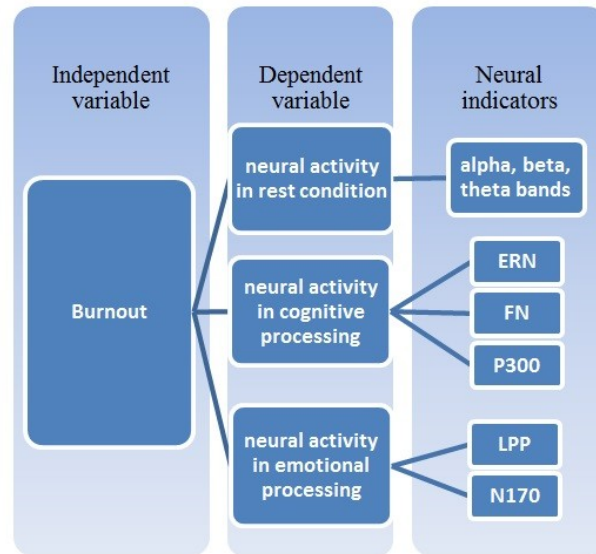 Independent
variable
Dependent
variable
Neural
indicators
Burnout
neural activity
in rest condition
alpha, beta,
theta bands
neural activity
in cognitive
processing
ERN
FN
P300
neural activity
in emotional
processing
LPP
N170